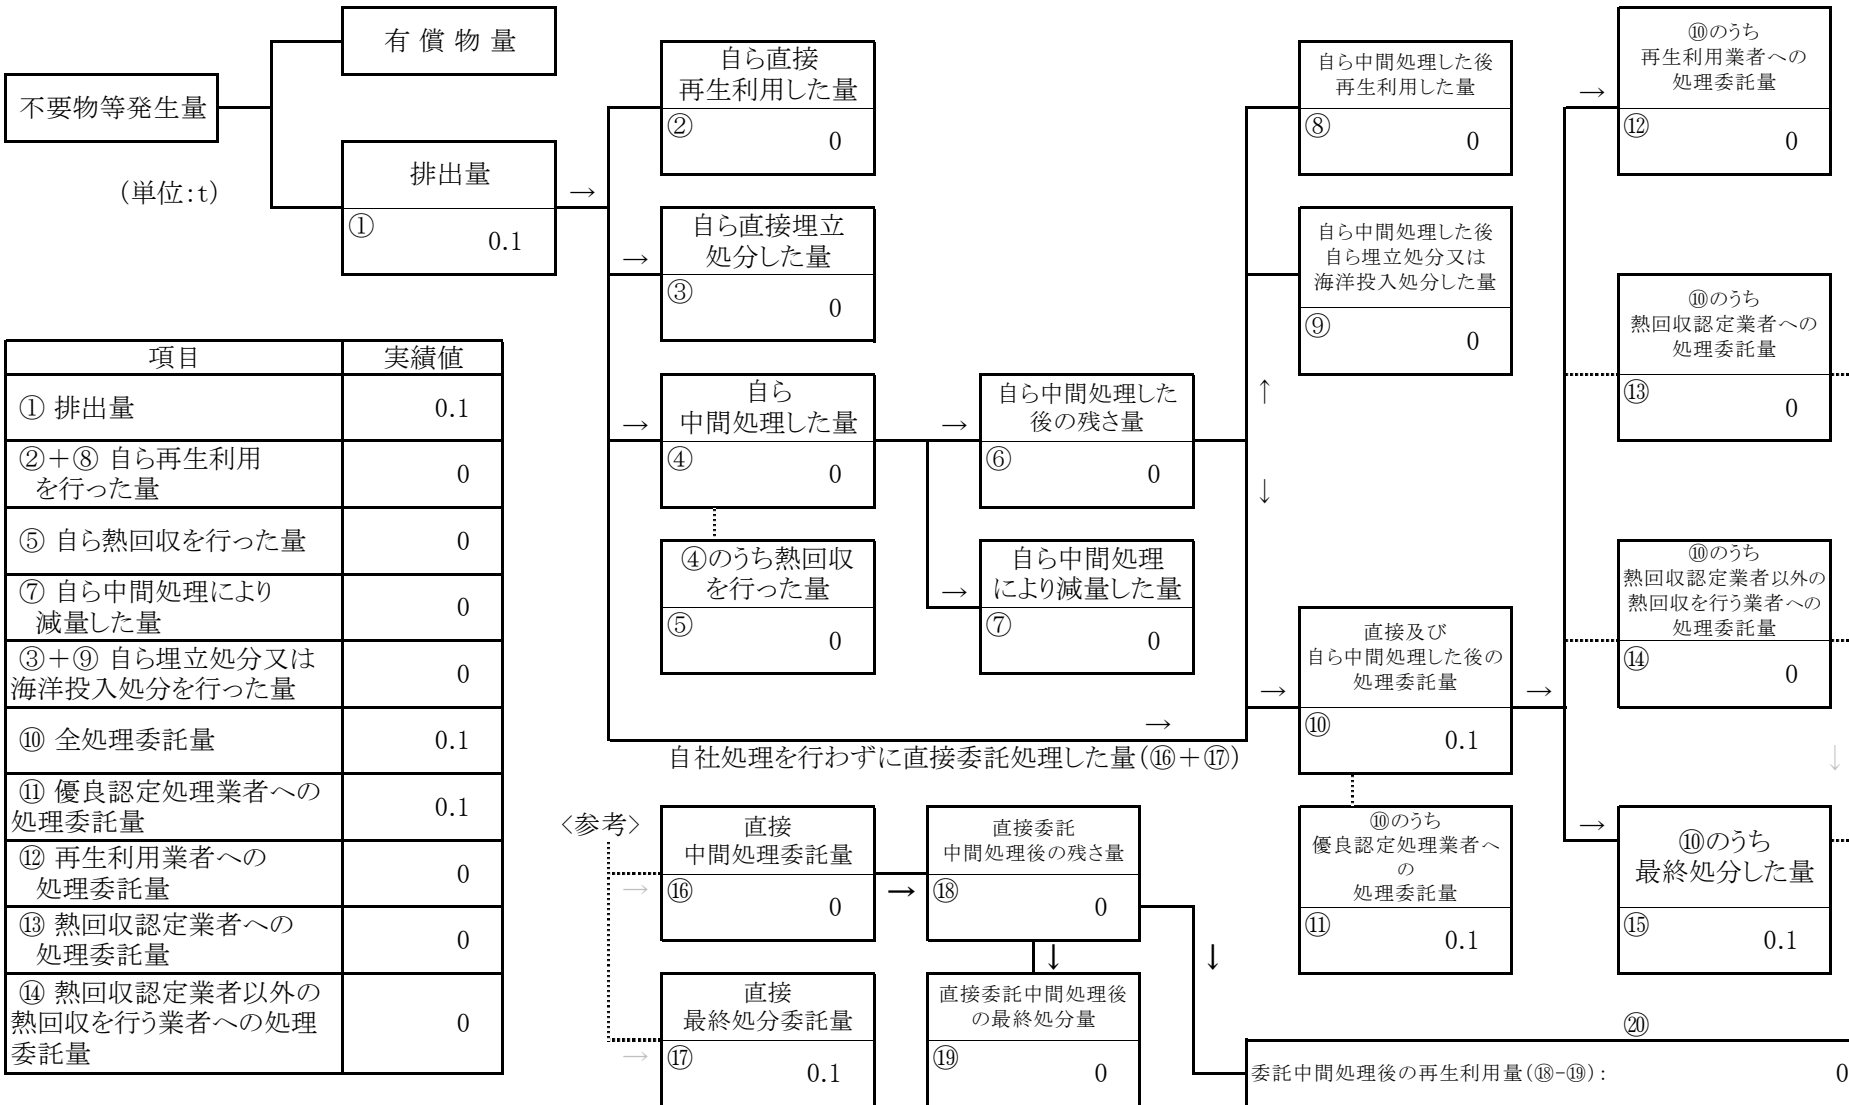 有 償 物 量
不要物等発生量
(単位:t)
排出量
→
①
0.1
自ら直接
再生利用した量
②
0
→
自ら直接埋立
処分した量
③
0
→
自ら
中間処理した量
④
0
④のうち熱回収
を行った量
⑤
0
→
自ら中間処理した
後の残さ量
⑥
0
→
自ら中間処理
により減量した量
⑦
0
↑
↓
自ら中間処理した後
再生利用した量
⑧
0
自ら中間処理した後
自ら埋立処分又は
海洋投入処分した量
⑨
0
→
自社処理を行わずに直接委託処理した量(⑯+⑰)
→
直接及び
自ら中間処理した後の
処理委託量
⑩
0.1
→
⑩のうち
優良認定処理業者へ
の
処理委託量
⑪
0.1
→
⑩のうち
再生利用業者への
処理委託量
⑫
0
⑩のうち
熱回収認定業者への
処理委託量
⑬
0
⑩のうち
熱回収認定業者以外の
熱回収を行う業者への
処理委託量
⑭
0
↓
→
⑩のうち
最終処分した量
⑮
0.1
項目 実績値
① 排出量 0.1
②+⑧ 自ら再生利用
を行った量 0
⑤ 自ら熱回収を行った量 0
⑦ 自ら中間処理により
減量した量 0
③+⑨ 自ら埋立処分又は
海洋投入処分を行った量 0
⑩ 全処理委託量 0.1
⑪ 優良認定処理業者への
処理委託量 0.1
⑫ 再生利用業者への
処理委託量 0
⑬ 熱回収認定業者への
処理委託量 0
⑭ 熱回収認定業者以外の
熱回収を行う業者への処理
委託量 0
<参考>
→
直接
中間処理委託量
⑯
0
→
直接委託
中間処理後の残さ量
⑱
0
↓
↓
→
直接
最終処分委託量
⑰
0.1
直接委託中間処理後
の最終処分量
⑲
0
⑳
委託中間処理後の再生利用量(⑱-⑲): 0